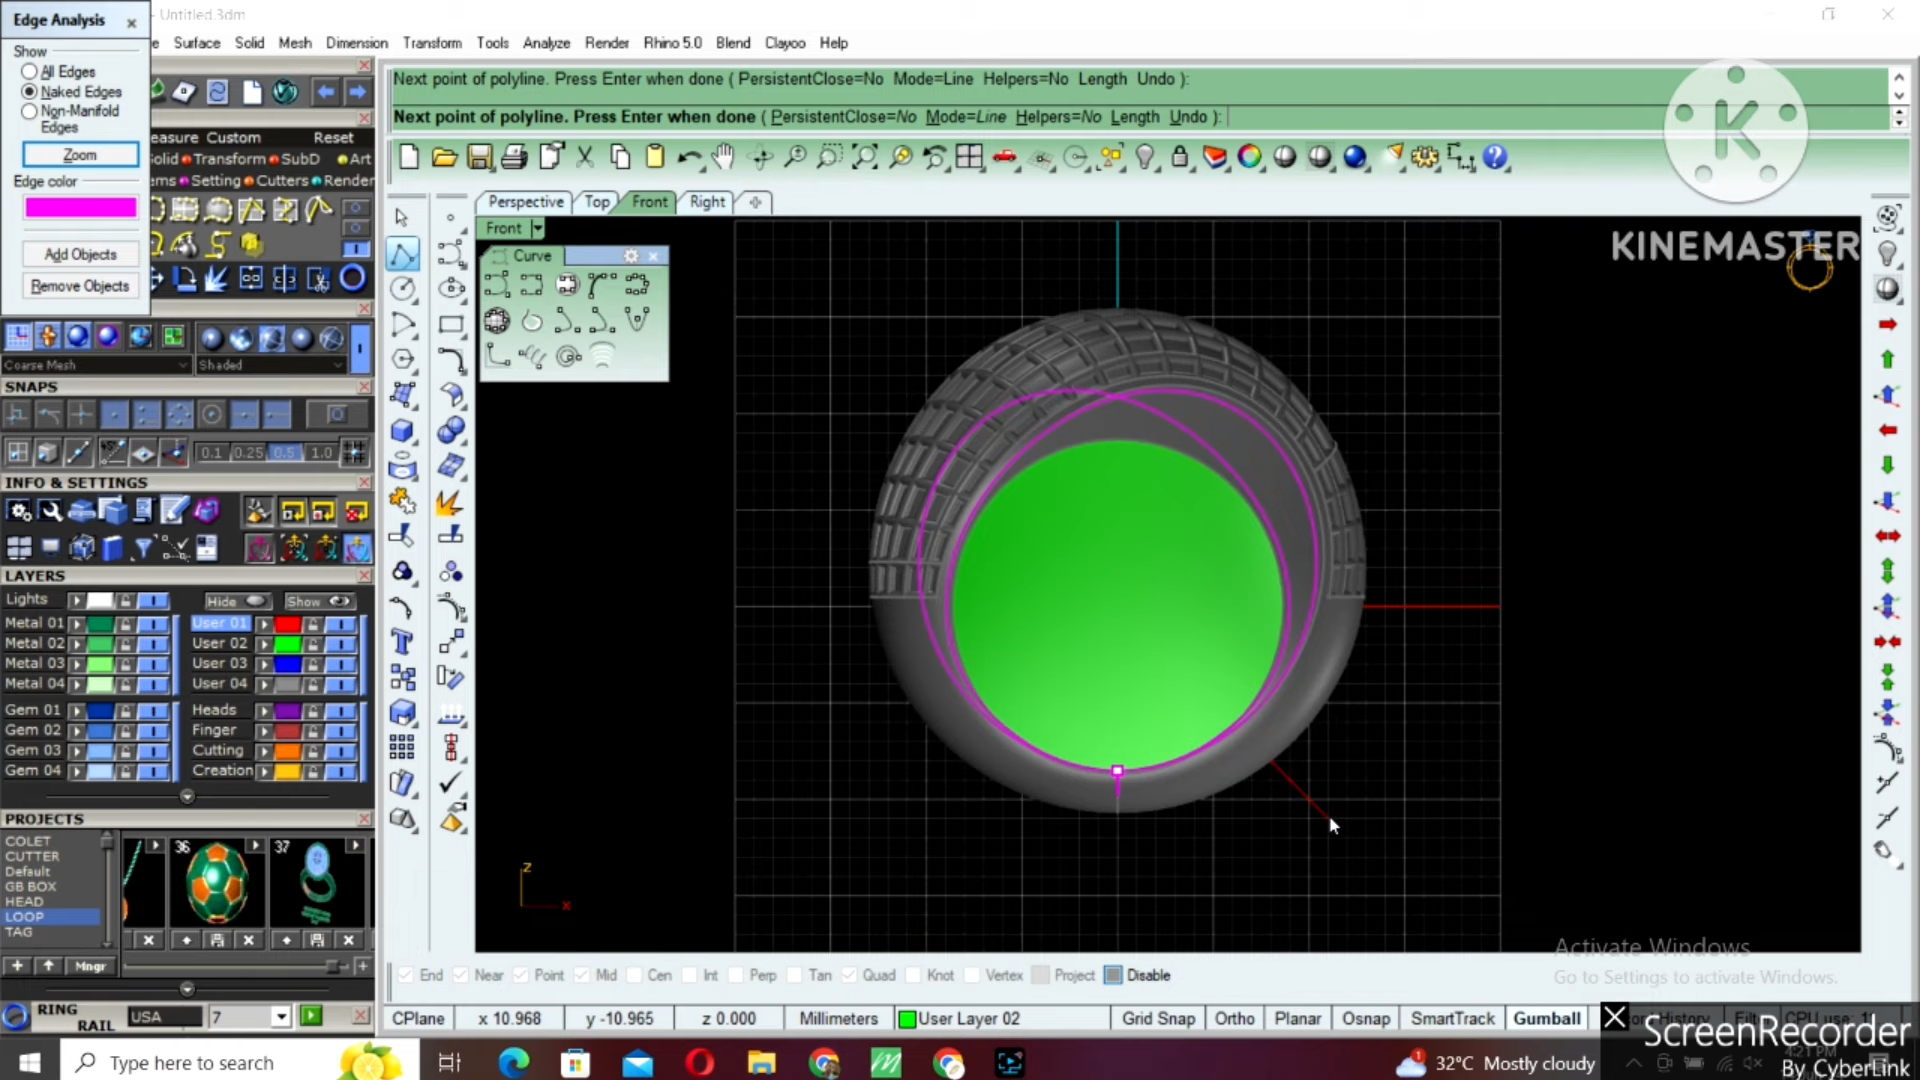 Edge Analysis
- Untitled.3dm
Show
All Edges
Naked Edges
Non-Manifold
Edges
Zoom
Edge color
Add Objects
Remove Objects
e Surface Solid Mesh Dimension Transform Tools Analyze Render Rhino 5.0 Blend Clayoo Help
Next point of polyline. Press Enter when done ( PersistentClose=No Mode=Line Helpers=No Length Undo ):
Next point of polyline. Press Enter when done ( PersistentClose=No Mode=Line Helpers=No Length Undo ):
easure Custom Reset
olid Transform SubD Art
ems Setting Cutters Render
K
KINEMASTER
Perspective Top Front Right
Front
Curve
Coarse Mesh Shaded
SNAPS
0.1 0.25 0.5 1.0
INFO & SETTINGS
LAYERS
Lights Hide Show
Metal 01 User 01
Metal 02 User 02
Metal 03 User 03
Metal 04 User 04
Gem 01 Heads
Gem 02 Finger
Gem 03 Cutting
Gem 04 Creation
PROJECTS
COLET
CUTTER
Default
GB BOX
HEAD
LOOP
TAG
36 37
Mngr
RING
RAIL
USA 7
z
x
End Near Point Mid Cen Int Perp Tan Quad Knot Vertex Project Disable
CPlane x 10.968 y -10.965 z 0.000 Millimeters User Layer 02 Grid Snap Ortho Planar Osnap SmartTrack Gumball
Activate Windows
Go to Settings to activate Windows.
ScreenRecorder
By CyberLink
Type here to search
1
32°C Mostly cloudy
4:21 PM